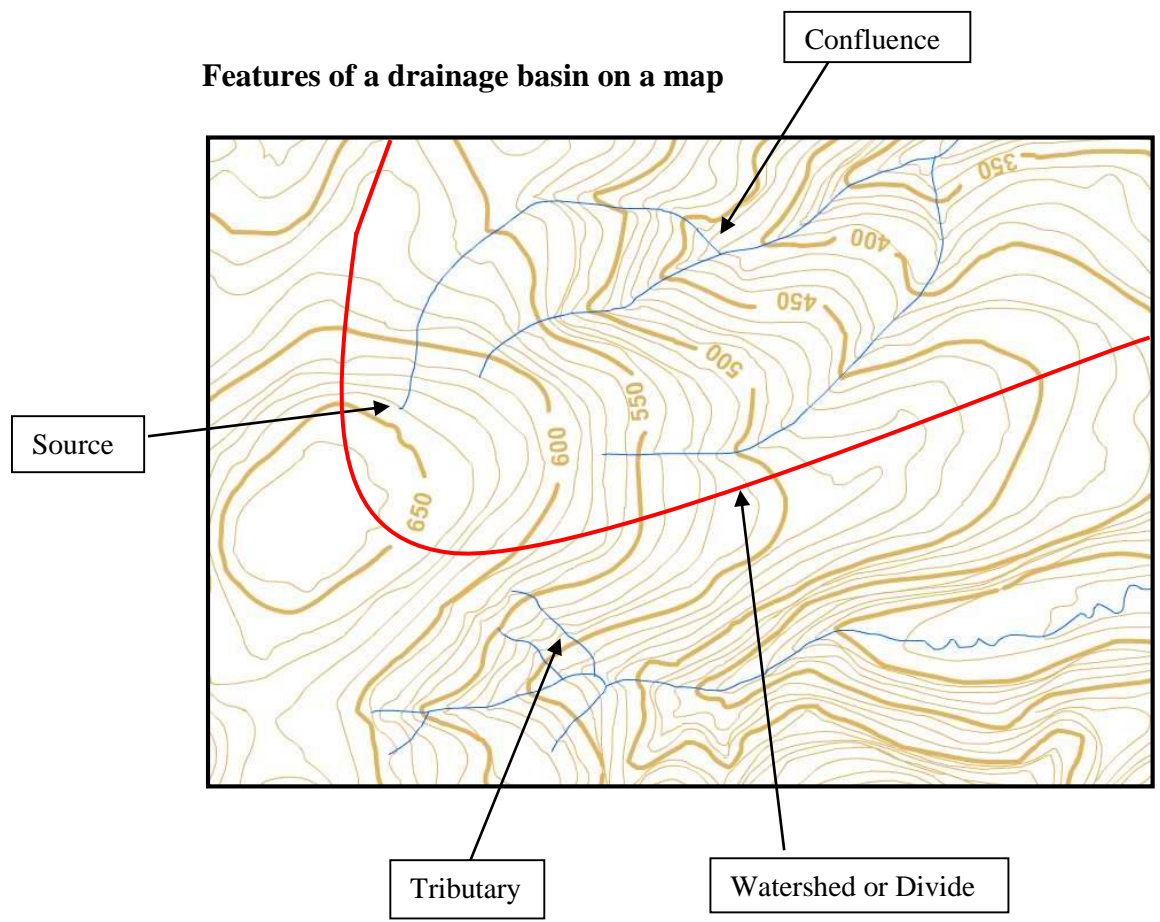 Confluence
Features of a drainage basin on a map
350
400
450
500
550
600
650
Source
Tributary
Watershed or Divide